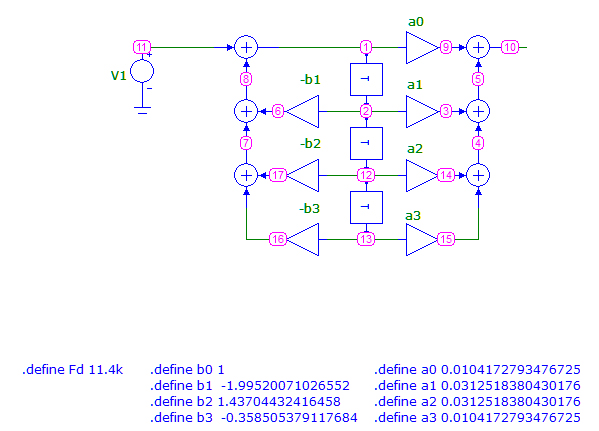 a0
11
1
9
10
V1
+
-
T
8
5
-b1
a1
6
2
3
-b2
a2
T
7
4
17
12
14
-b3
a3
T
16
13
15
.define Fd 11.4k .define b0 1 .define a0 0.0104172793476725
.define b1 -1.99520071026552 .define a1 0.0312518380430176
.define b2 1.43704432416458 .define a2 0.0312518380430176
.define b3 -0.358505379117684 .define a3 0.0104172793476725